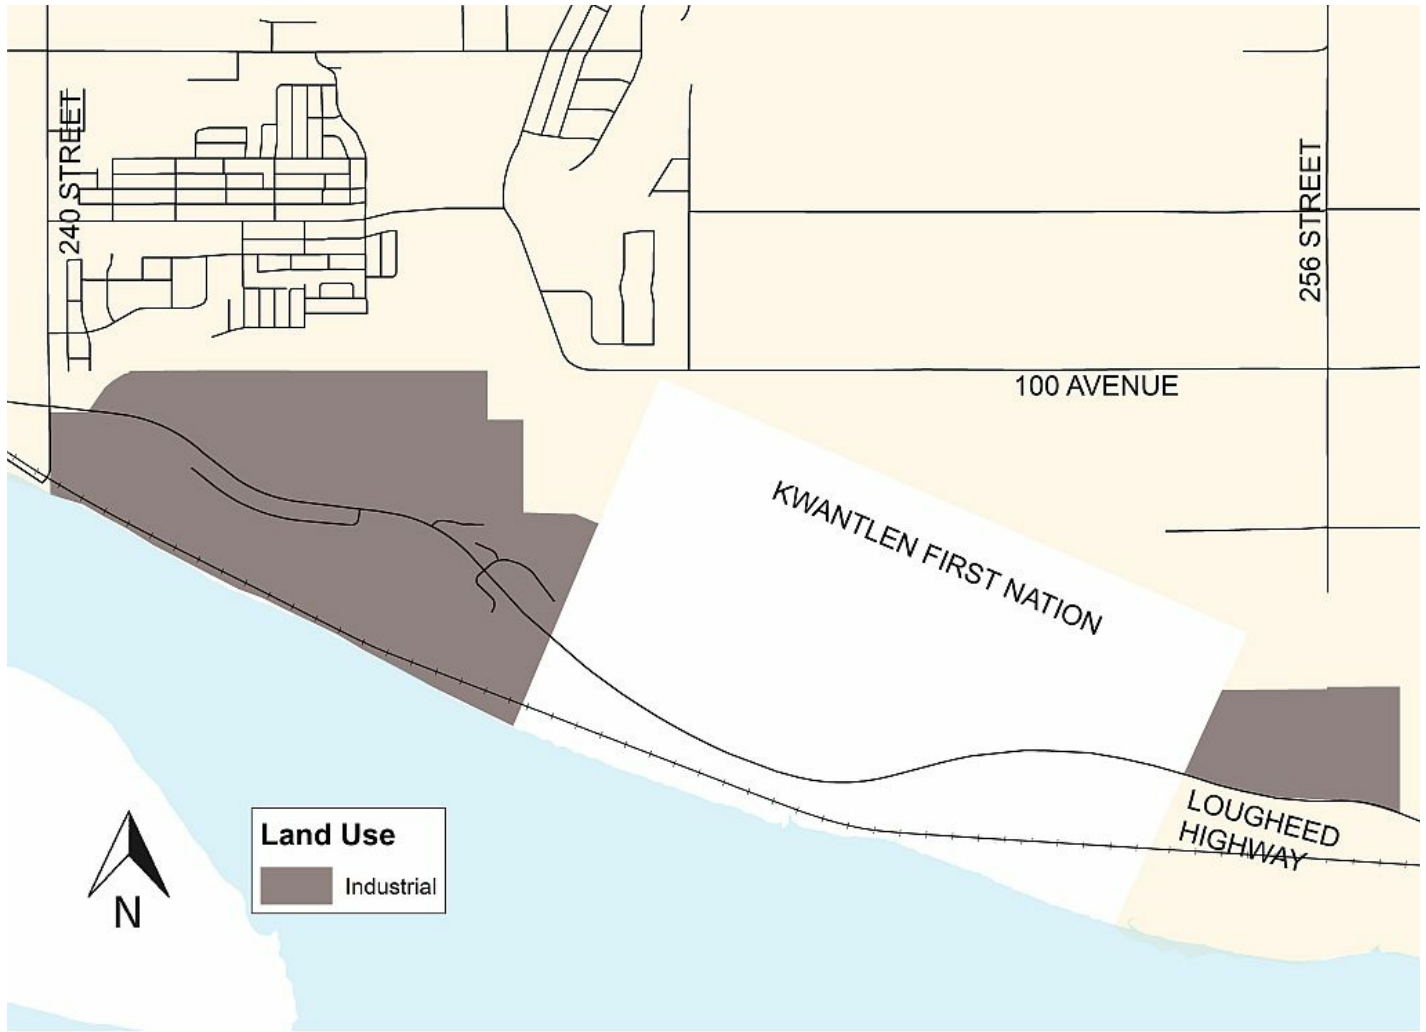 240 STREET
256 STREET
100 AVENUE
KWANTLEN FIRST NATION
LOUGHEED
HIGHWAY
Land Use
Industrial
N